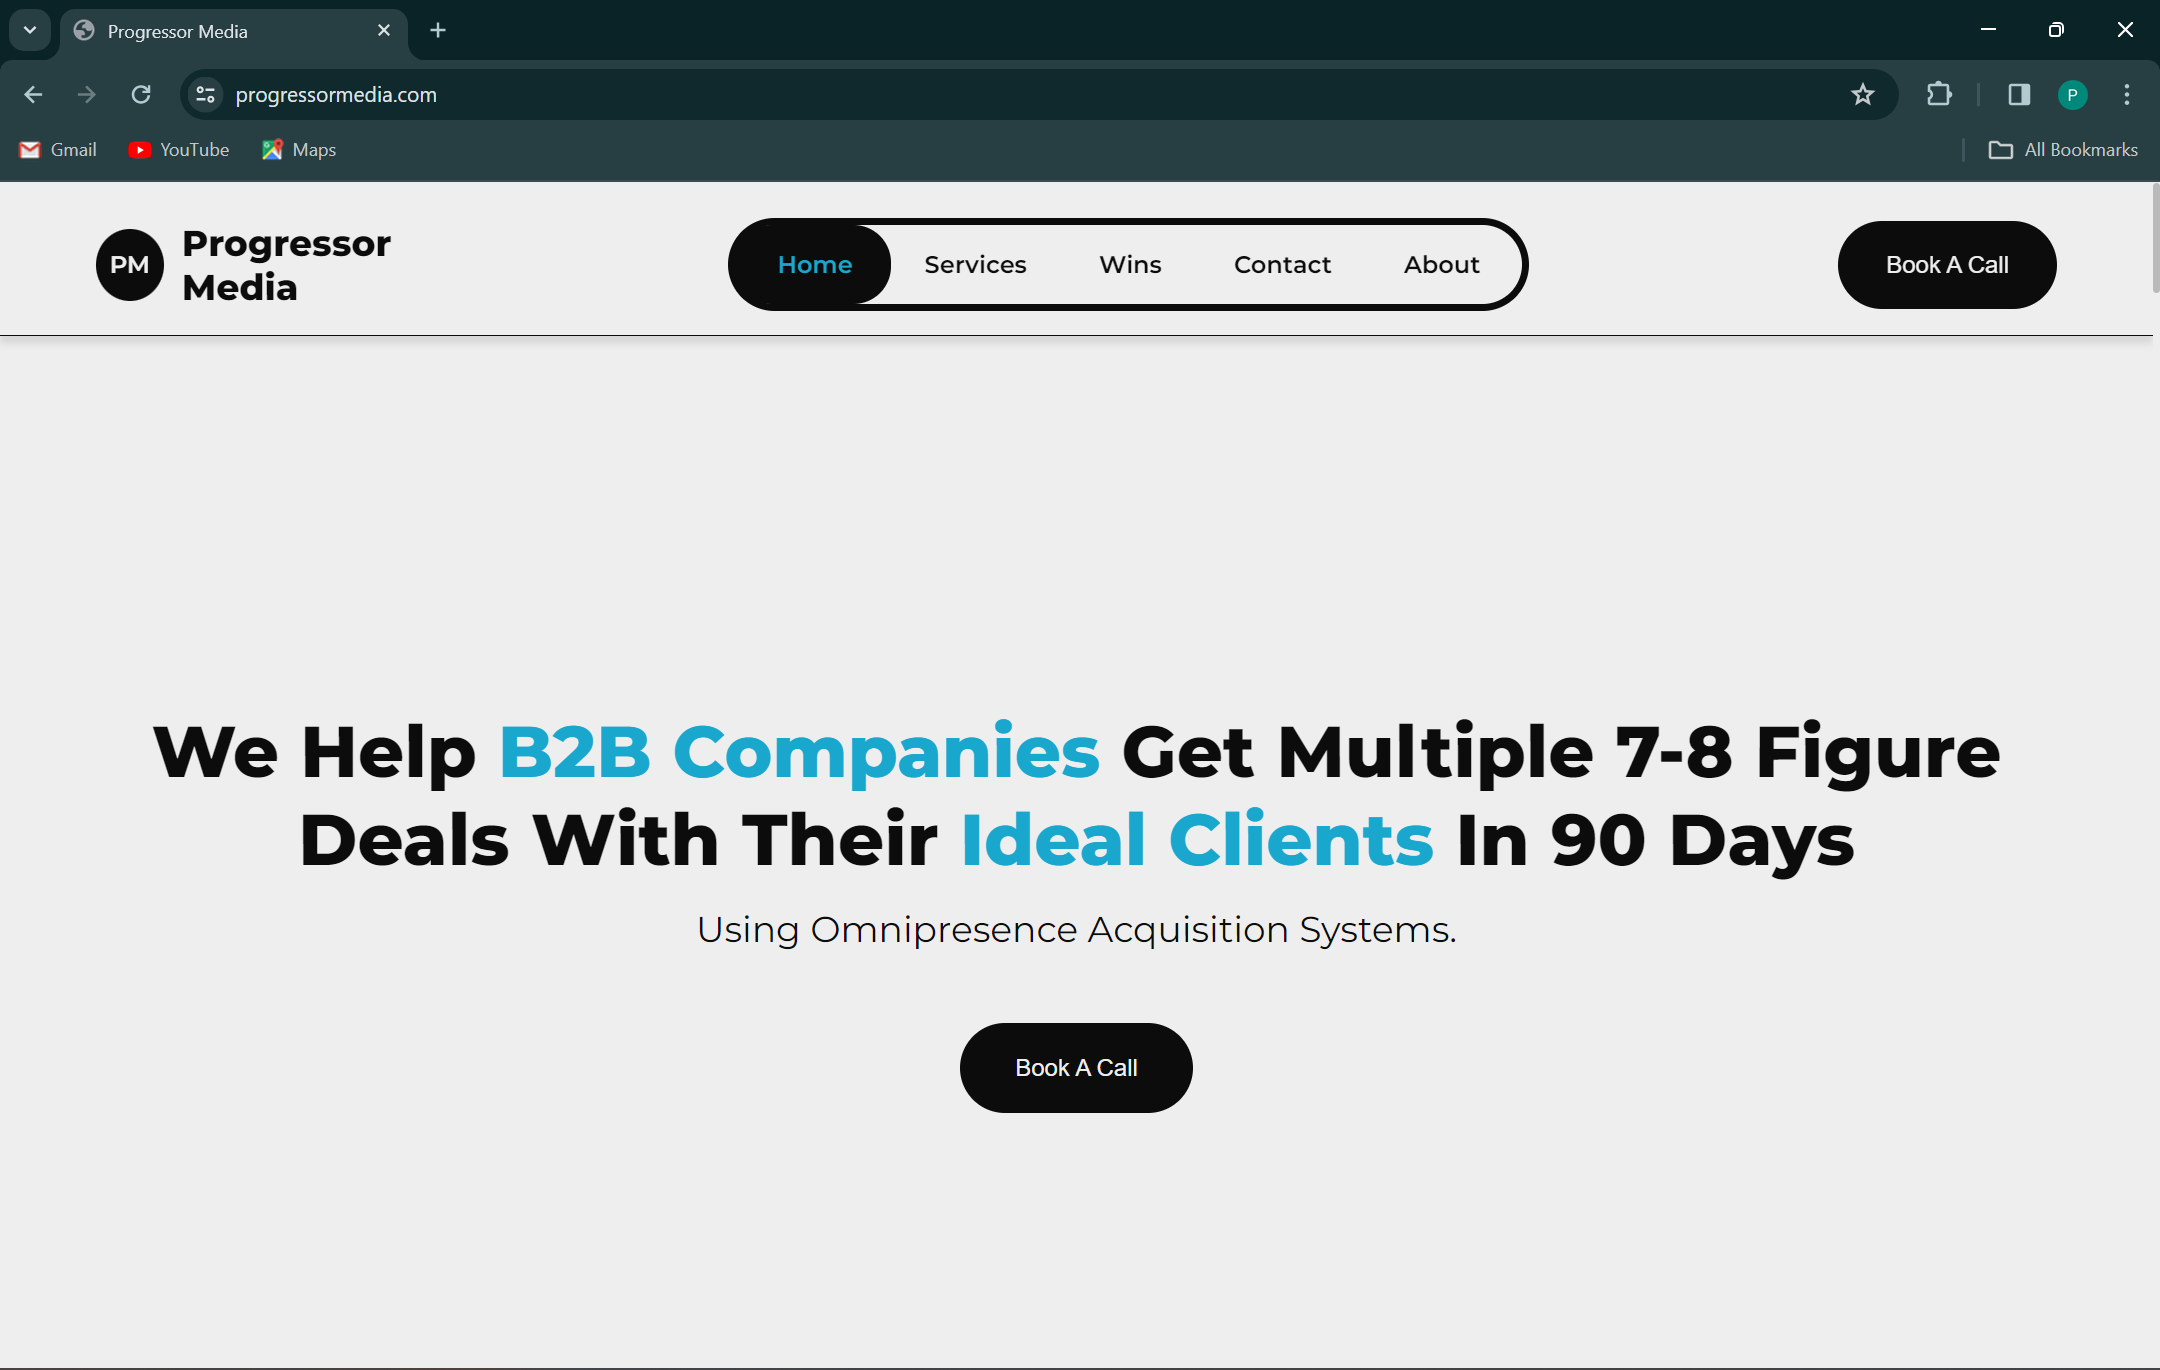 Progressor Media
progressormedia.com
P
Gmail
YouTube
Maps
All Bookmarks
PM
Progressor
Media
Home
Services
Wins
Contact
About
Book A Call
We Help B2B Companies Get Multiple 7-8 Figure
Deals With Their Ideal Clients In 90 Days
Using Omnipresence Acquisition Systems.
Book A Call